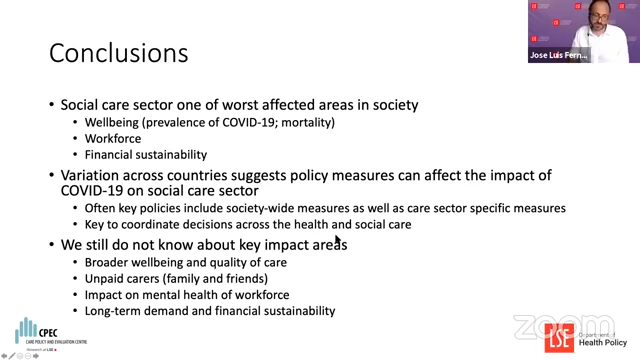 Conclusions
• Social care sector one of worst affected areas in society
• Wellbeing (prevalence of COVID-19; mortality)
• Workforce
• Financial sustainability
• Variation across countries suggests policy measures can affect the impact of
COVID-19 on social care sector
• Often key policies include society-wide measures as well as care sector specific measures
• Key to coordinate decisions across the health and social care
• We still do not know about key impact areas
• Broader wellbeing and quality of care
• Unpaid carers (family and friends)
• Impact on mental health of workforce
• Long-term demand and financial sustainability
Jose Luis Fern...
CPEC
CARE POLICY AND EVALUATION CENTRE
Research at LSE
zoom
LSE
Department of
Health Policy